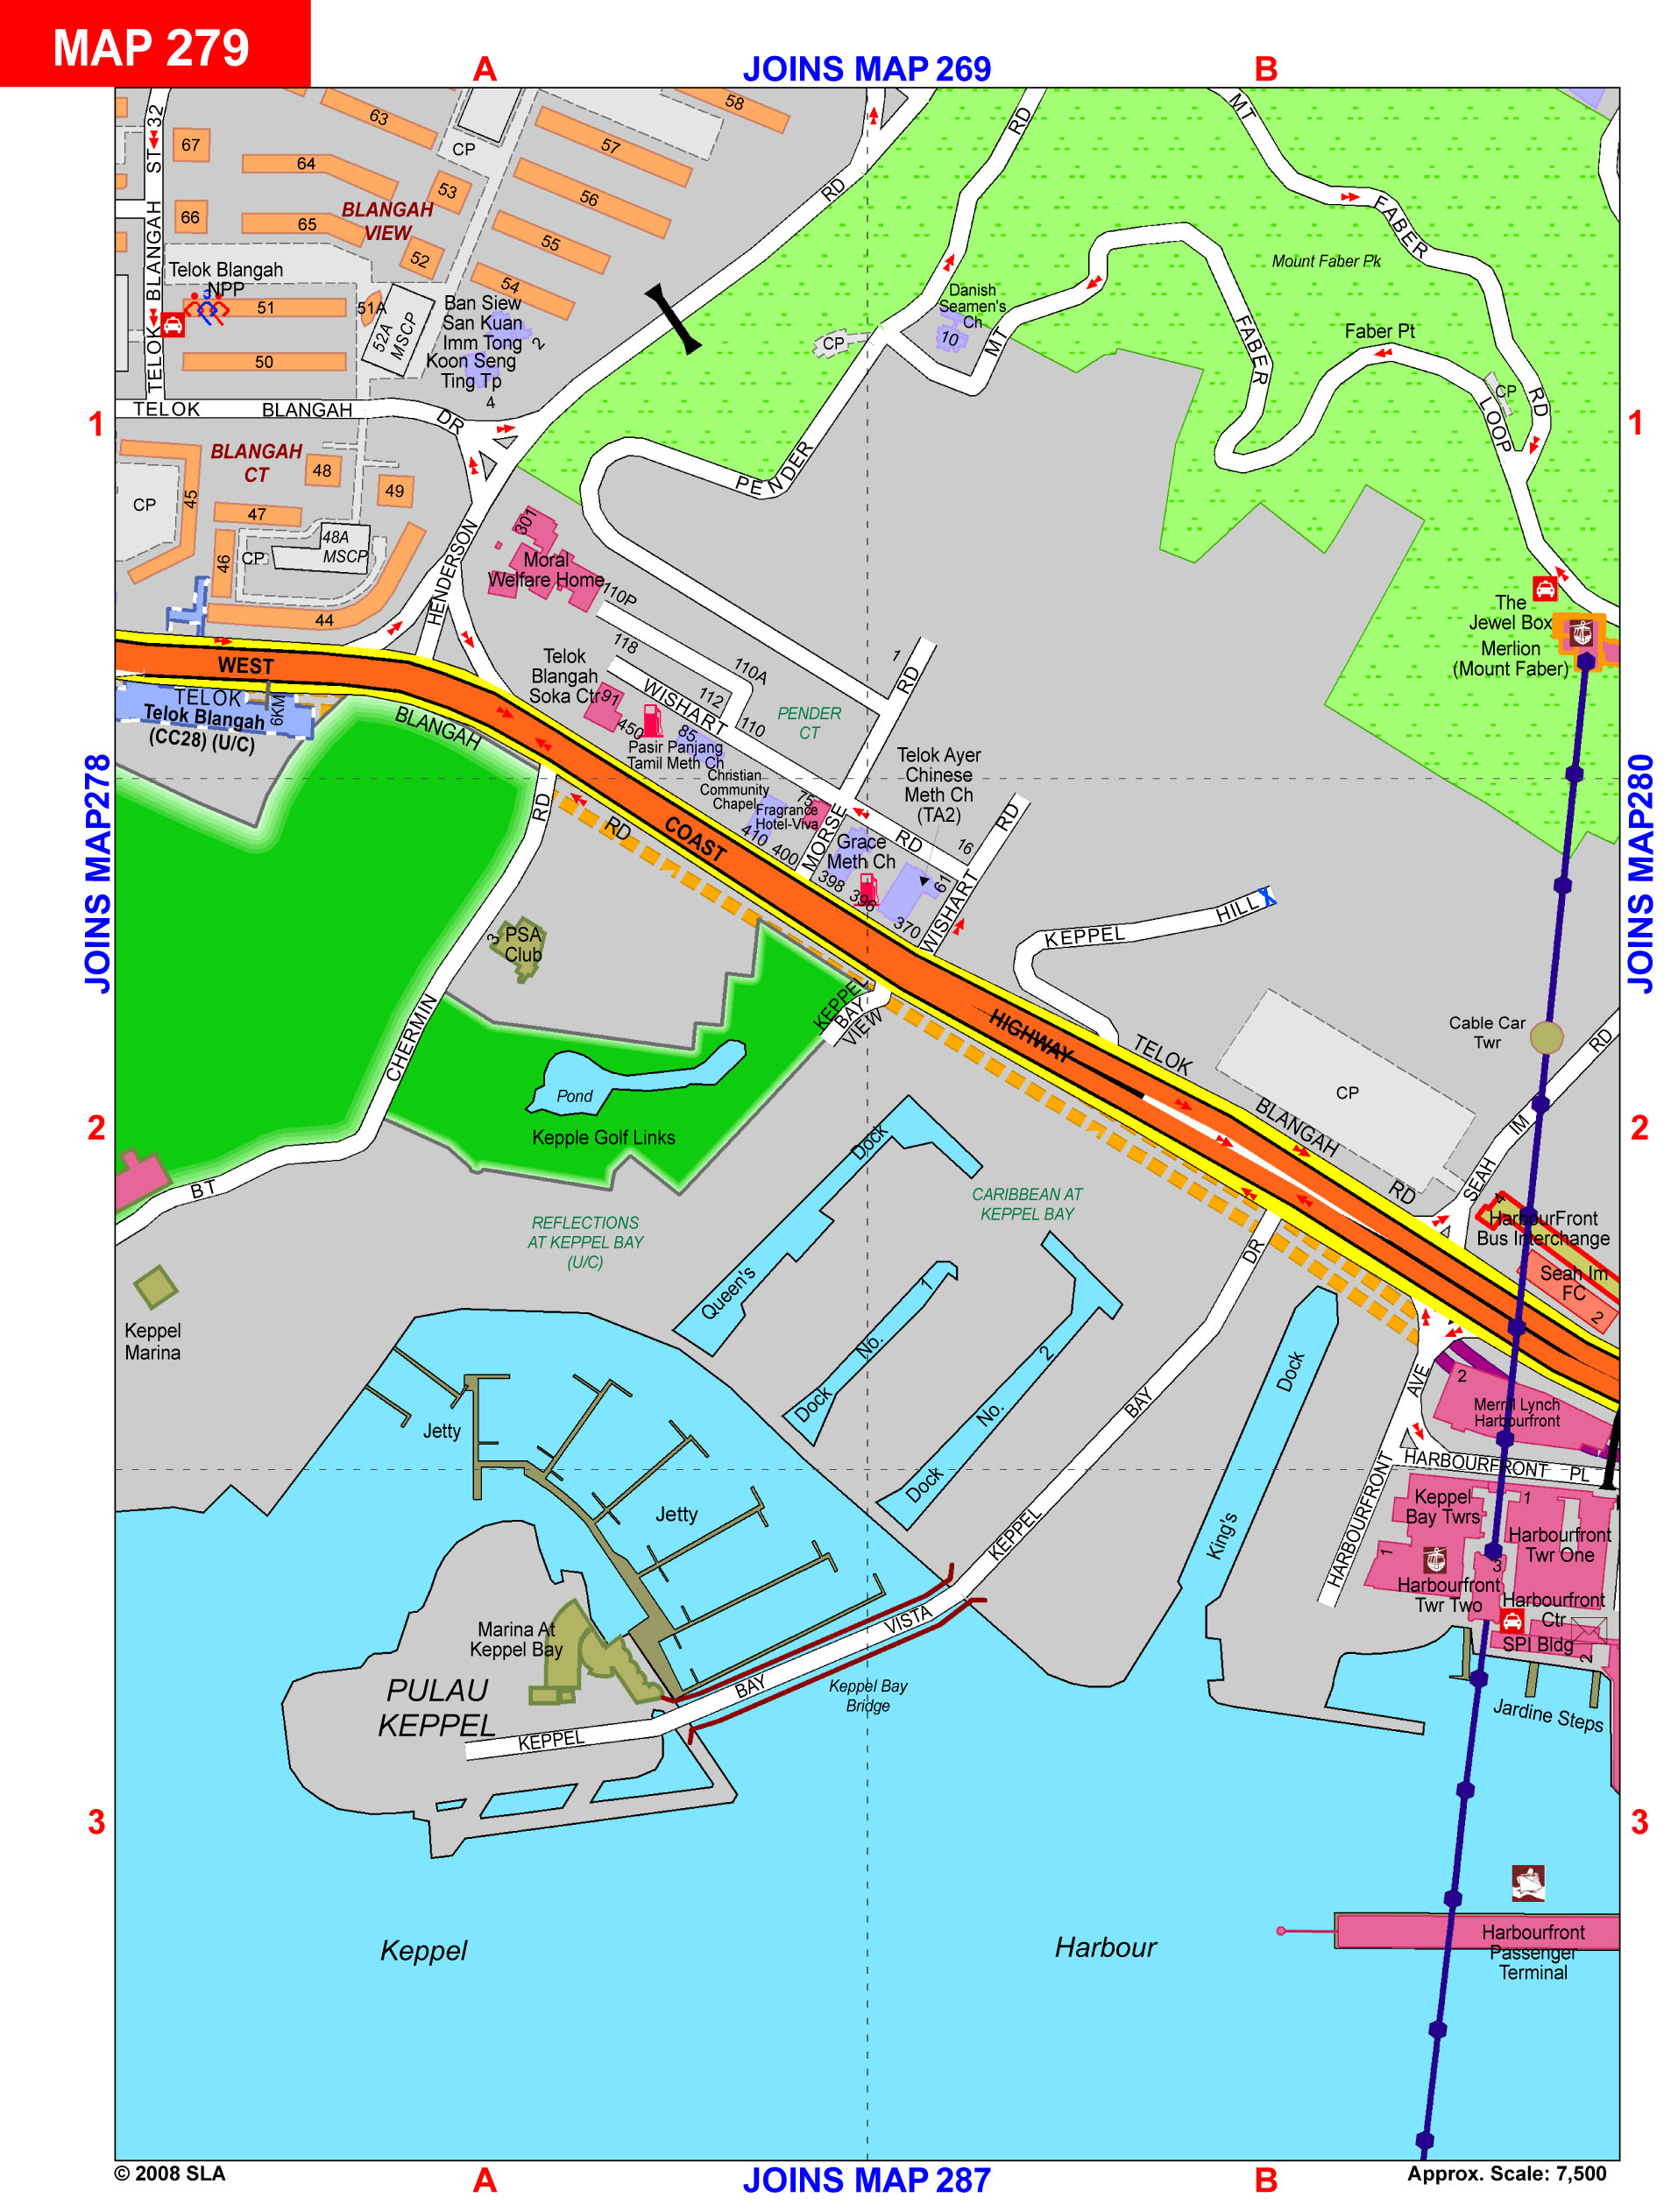 MAP 279
A
JOINS MAP 269
B
TELOK BLANGAH ST 32
67
66
64
65
63
53
52
BLANGAH
VIEW
CP
58
57
56
55
54
RD
RD
MT
FABER
RD
Mount Faber Pk
Telok Blangah
NPP
3
51
51A
50
52A
MSCP
Ban Siew
San Kuan
Imm Tong
2
Koon Seng
Ting Tp
4
Danish
Seamen's
Ch
10
CP
MT
FABER
Faber Pt
CP
LOOP
TELOK
BLANGAH
DR
1
1
BLANGAH
CT
48
49
47
45
46
CP
CP
48A
MSCP
44
HENDERSON
PENDER
301
Moral
Welfare Home
110P
118
110A
112
110
1
RD
The
Jewel Box
Merlion
(Mount Faber)
WEST
TELOK
Telok Blangah
(CC28) (U/C)
6KM
BLANGAH
Telok
Blangah
Soka Ctr
91
450
WISHART
PENDER
CT
85
Pasir Panjang
Tamil Meth Ch
Christian
Community
Chapel
75
Fragrance
Hotel-Viva
410
400
MORSE
RD
Telok Ayer
Chinese
Meth Ch
(TA2)
Grace
Meth Ch
398
396
370
61
16
WISHART
RD
JOINS MAP278
JOINS MAP280
RD
RD
COAST
3
PSA
Club
KEPPEL
BAY
VIEW
KEPPEL
HILL
HIGHWAY
TELOK
BLANGAH
RD
CP
Cable Car
Twr
RD
IM
SEAH
CHERMIN
BT
Pond
Kepple Golf Links
2
2
Dock
Queen's
CARIBBEAN AT
KEPPEL BAY
REFLECTIONS
AT KEPPEL BAY
(U/C)
4
HarbourFront
Bus Interchange
Seah Im
FC
2
Keppel
Marina
Dock
No.
1
Dock
No.
2
DR
BAY
KEPPEL
Dock
King's
AVE
HARBOURFRONT
2
Merrill Lynch
Harbourfront
HARBOURFRONT PL
Jetty
Jetty
Keppel
Bay Twrs
1
1
Harbourfront
Twr One
3
Harbourfront
Twr Two
Harbourfront
Ctr
SPI Bldg
2
Marina At
Keppel Bay
PULAU
KEPPEL
KEPPEL
BAY
VISTA
Keppel Bay
Bridge
Jardine Steps
3
3
Keppel
Harbour
Harbourfront
Passenger
Terminal
© 2008 SLA
A
JOINS MAP 287
B
Approx. Scale: 7,500